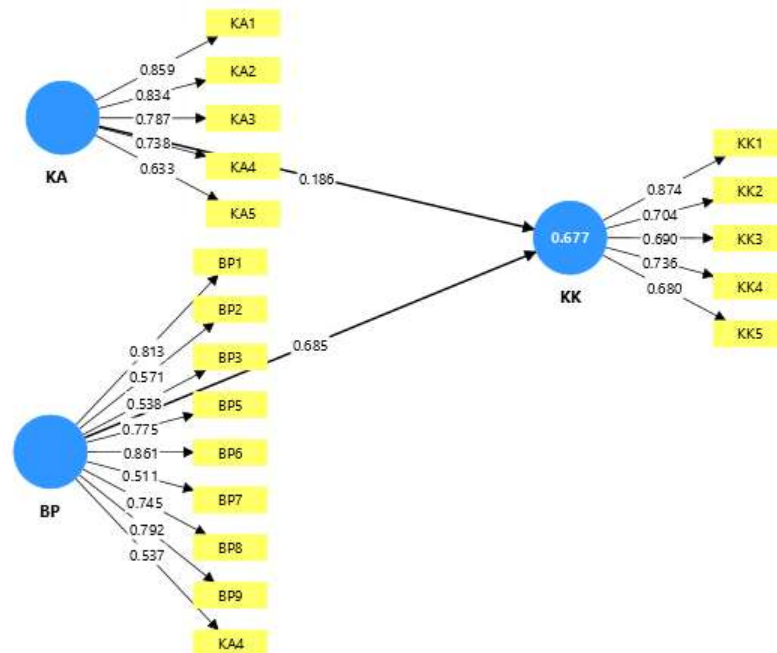 KA1
0.859
KA2
0.834
KA3
0.787
0.738
KA4
0.633
KA5
KA
0.186
KK1
0.874
KK2
0.704
0.677
0.690
KK3
0.736
KK4
0.680
KK5
KK
BP1
BP2
0.813
BP3
0.685
0.571
0.538
BP5
0.775
0.861
BP6
0.511
BP7
0.745
BP8
0.792
0.537
BP9
KA4
BP